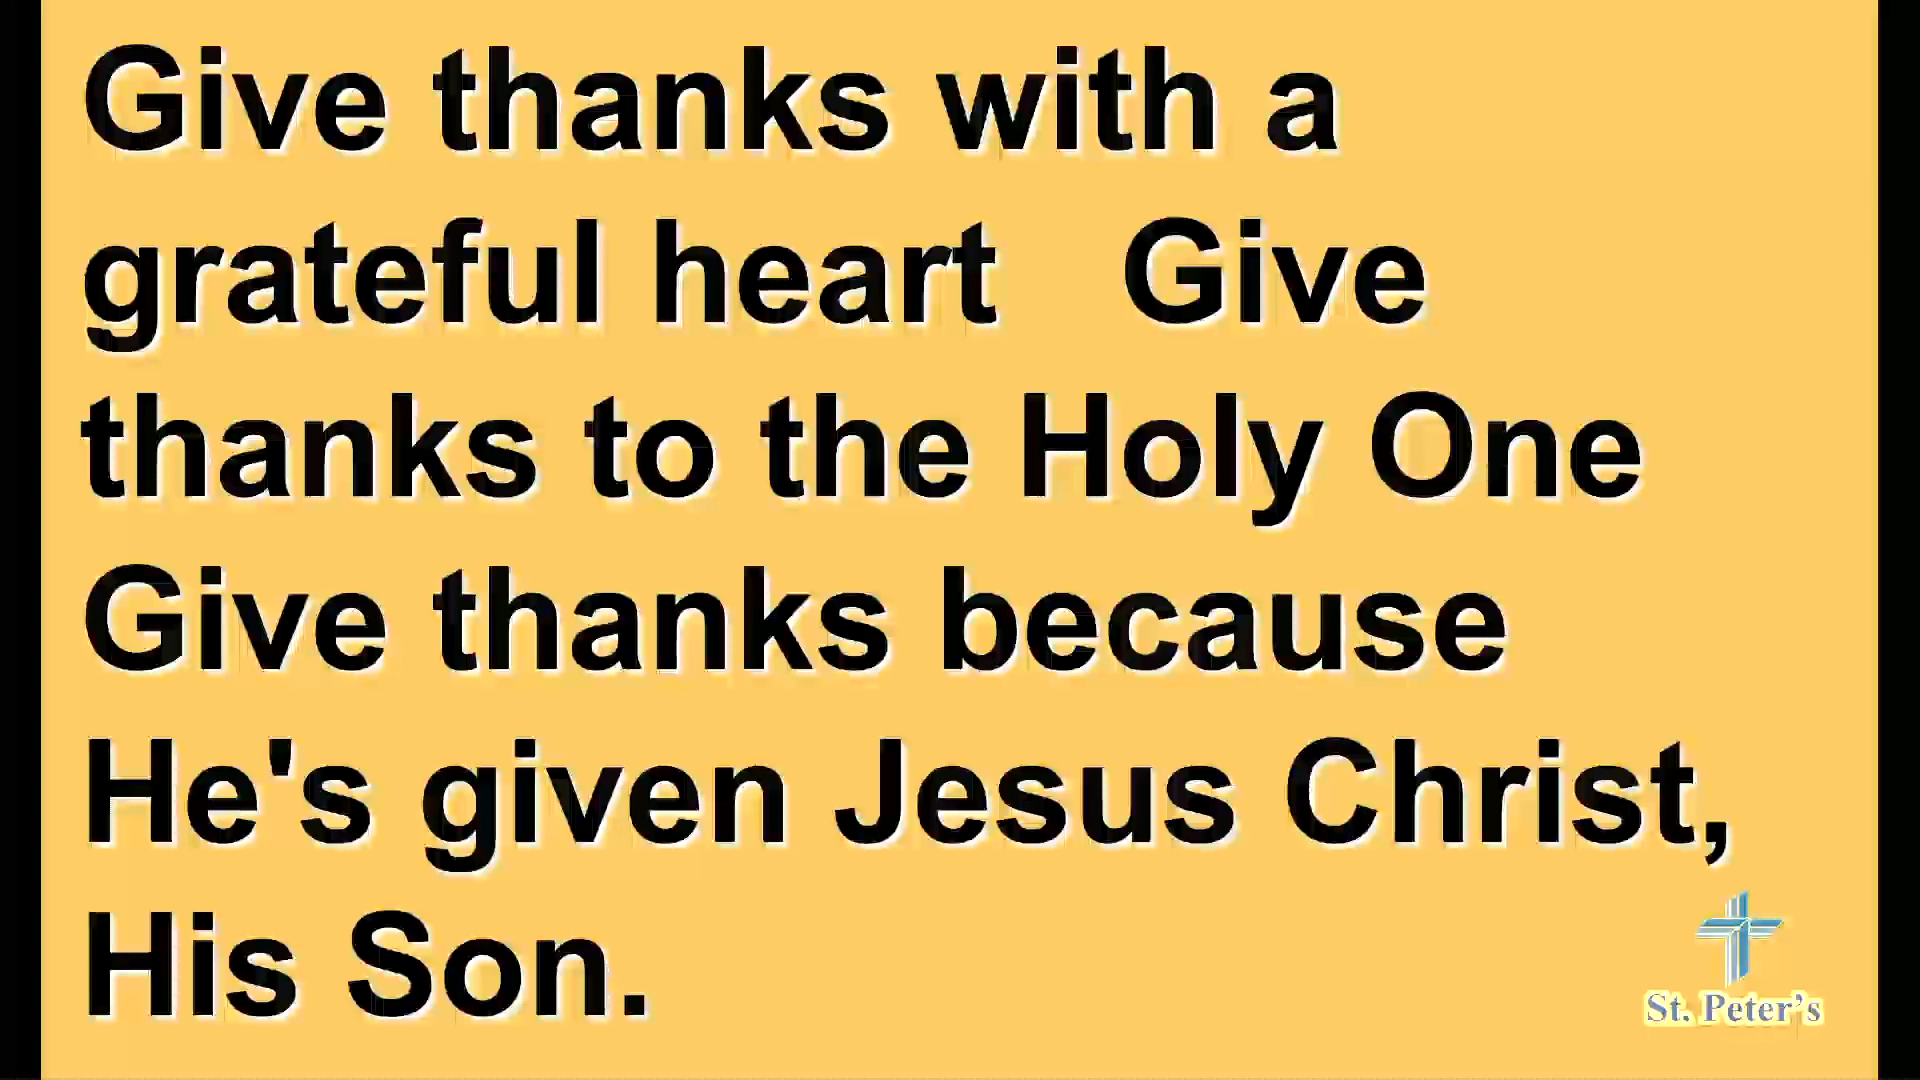 Give thanks with a
grateful heart   Give
thanks to the Holy One
Give thanks because
He's given Jesus Christ,
His Son.
St. Peter’s